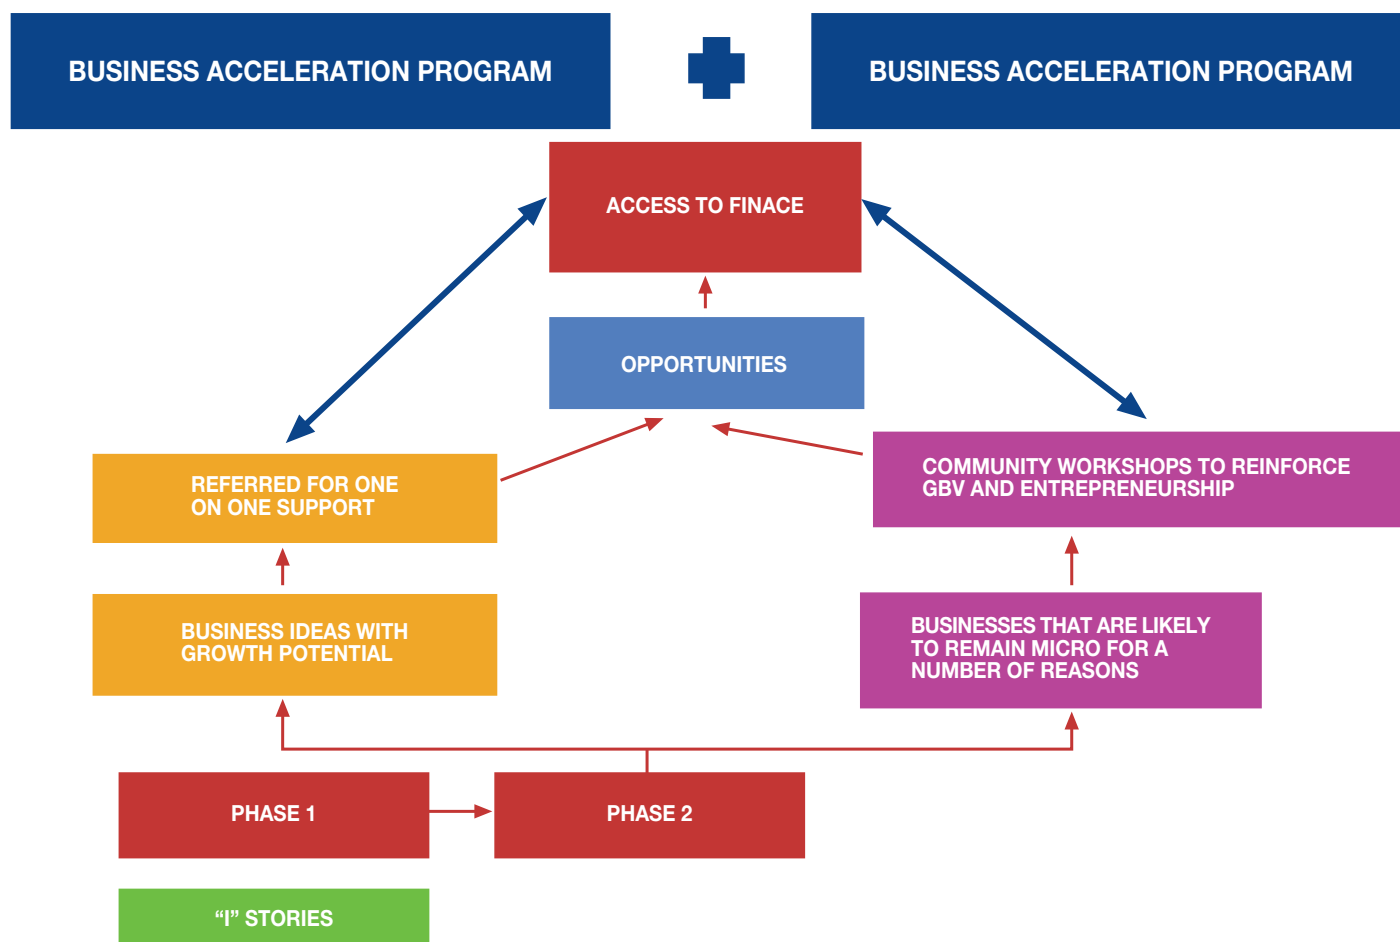 BUSINESS ACCELERATION PROGRAM
BUSINESS ACCELERATION PROGRAM
ACCESS TO FINACE
OPPORTUNITIES
REFERRED FOR ONE
ON ONE SUPPORT
COMMUNITY WORKSHOPS TO REINFORCE
GBV AND ENTREPRENEURSHIP
BUSINESS IDEAS WITH
GROWTH POTENTIAL
BUSINESSES THAT ARE LIKELY
TO REMAIN MICRO FOR A
NUMBER OF REASONS
PHASE 1
PHASE 2
“I” STORIES